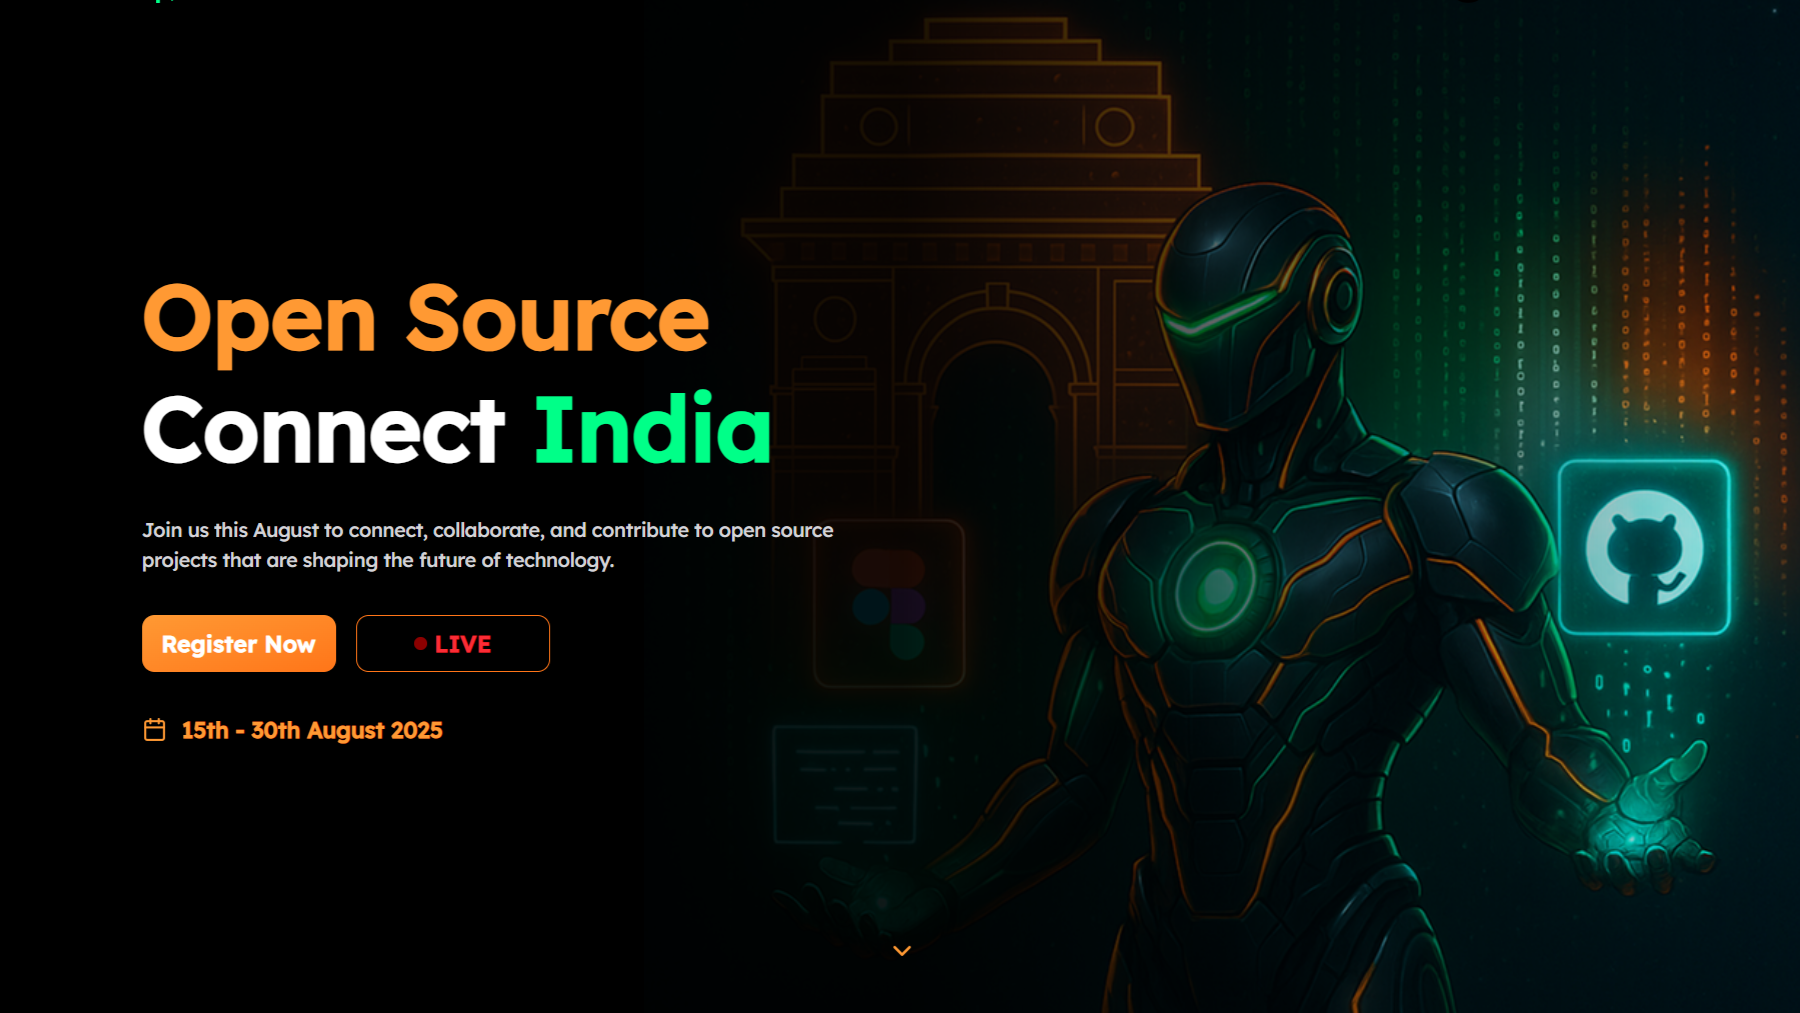 Open Source
Connect India
Join us this August to connect, collaborate, and contribute to open source
projects that are shaping the future of technology.
Register Now
LIVE
15th - 30th August 2025